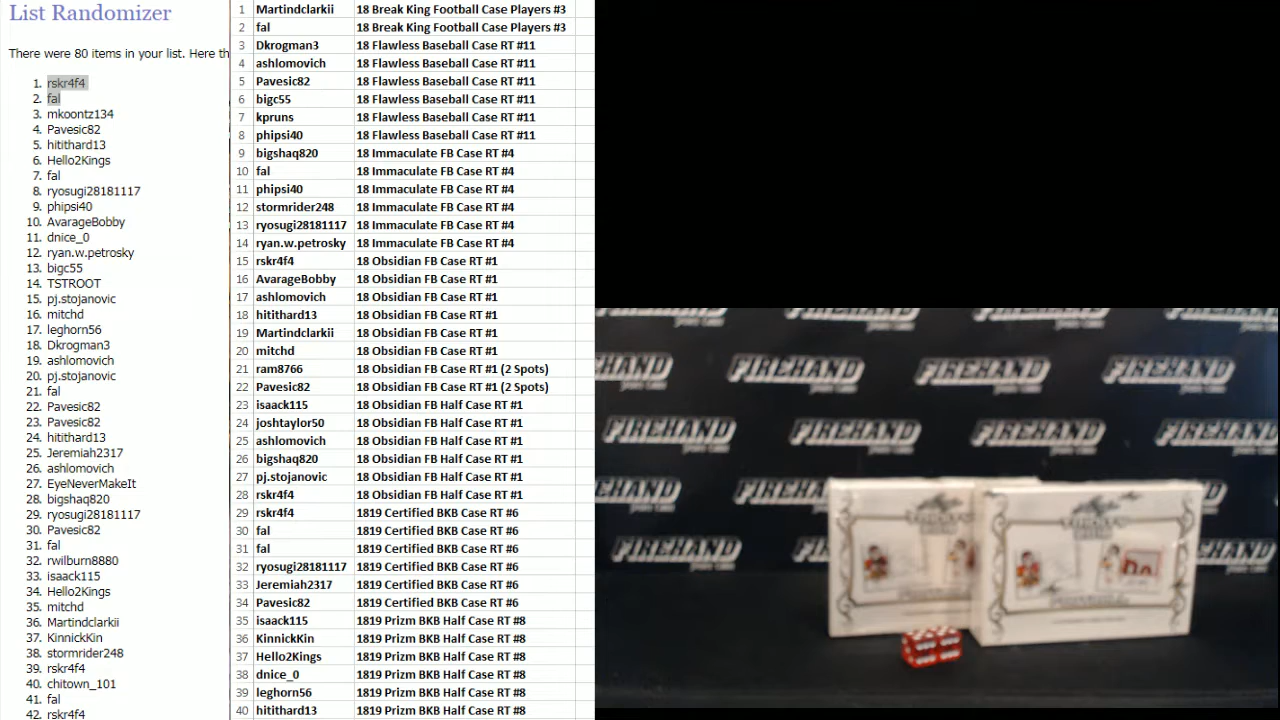 List Randomizer
There were 80 items in your list. Here th
1. rskr4f4
2. fal
3. mkoontz134
4. Pavesic82
5. hitithard13
6. Hello2Kings
7. fal
8. ryosugi28181117
9. phipsi40
10. AvarageBobby
11. dnice_0
12. ryan.w.petrosky
13. bigc55
14. TSTROOT
15. pj.stojanovic
16. mitchd
17. leghorn56
18. Dkrogman3
19. ashlomovich
20. pj.stojanovic
21. fal
22. Pavesic82
23. Pavesic82
24. hitithard13
25. Jeremiah2317
26. ashlomovich
27. EyeNeverMakeIt
28. bigshaq820
29. ryosugi28181117
30. Pavesic82
31. fal
32. rwilburn8880
33. isaack115
34. Hello2Kings
35. mitchd
36. Martindclarkii
37. KinnickKin
38. stormrider248
39. rskr4f4
40. chitown_101
41. fal
42. rskr4f4
1 Martindclarkii 18 Break King Football Case Players #3
2 fal 18 Break King Football Case Players #3
3 Dkrogman3 18 Flawless Baseball Case RT #11
4 ashlomovich 18 Flawless Baseball Case RT #11
5 Pavesic82 18 Flawless Baseball Case RT #11
6 bigc55 18 Flawless Baseball Case RT #11
7 kpruns 18 Flawless Baseball Case RT #11
8 phipsi40 18 Flawless Baseball Case RT #11
9 bigshaq820 18 Immaculate FB Case RT #4
10 fal 18 Immaculate FB Case RT #4
11 phipsi40 18 Immaculate FB Case RT #4
12 stormrider248 18 Immaculate FB Case RT #4
13 ryosugi28181117 18 Immaculate FB Case RT #4
14 ryan.w.petrosky 18 Immaculate FB Case RT #4
15 rskr4f4 18 Obsidian FB Case RT #1
16 AvarageBobby 18 Obsidian FB Case RT #1
17 ashlomovich 18 Obsidian FB Case RT #1
18 hitithard13 18 Obsidian FB Case RT #1
19 Martindclarkii 18 Obsidian FB Case RT #1
20 mitchd 18 Obsidian FB Case RT #1
21 ram8766 18 Obsidian FB Case RT #1 (2 Spots)
22 Pavesic82 18 Obsidian FB Case RT #1 (2 Spots)
23 isaack115 18 Obsidian FB Half Case RT #1
24 joshtaylor50 18 Obsidian FB Half Case RT #1
25 ashlomovich 18 Obsidian FB Half Case RT #1
26 bigshaq820 18 Obsidian FB Half Case RT #1
27 pj.stojanovic 18 Obsidian FB Half Case RT #1
28 rskr4f4 18 Obsidian FB Half Case RT #1
29 rskr4f4 1819 Certified BKB Case RT #6
30 fal 1819 Certified BKB Case RT #6
31 fal 1819 Certified BKB Case RT #6
32 ryosugi28181117 1819 Certified BKB Case RT #6
33 Jeremiah2317 1819 Certified BKB Case RT #6
34 Pavesic82 1819 Certified BKB Case RT #6
35 isaack115 1819 Prizm BKB Half Case RT #8
36 KinnickKin 1819 Prizm BKB Half Case RT #8
37 Hello2Kings 1819 Prizm BKB Half Case RT #8
38 dnice_0 1819 Prizm BKB Half Case RT #8
39 leghorn56 1819 Prizm BKB Half Case RT #8
40 hitithard13 1819 Prizm BKB Half Case RT #8
FIREHAND FIREHAND FIREHAND
FIREHAND FIREHAND FIREHAND
FIREHAND FIREHAND